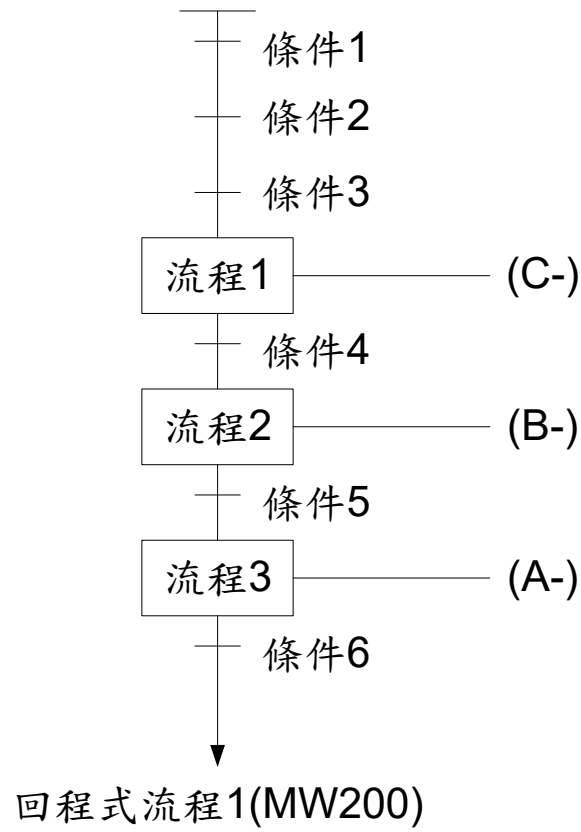 條件1
條件2
條件3
流程1 (C-)
條件4
流程2 (B-)
條件5
流程3 (A-)
條件6
回程式流程1(MW200)